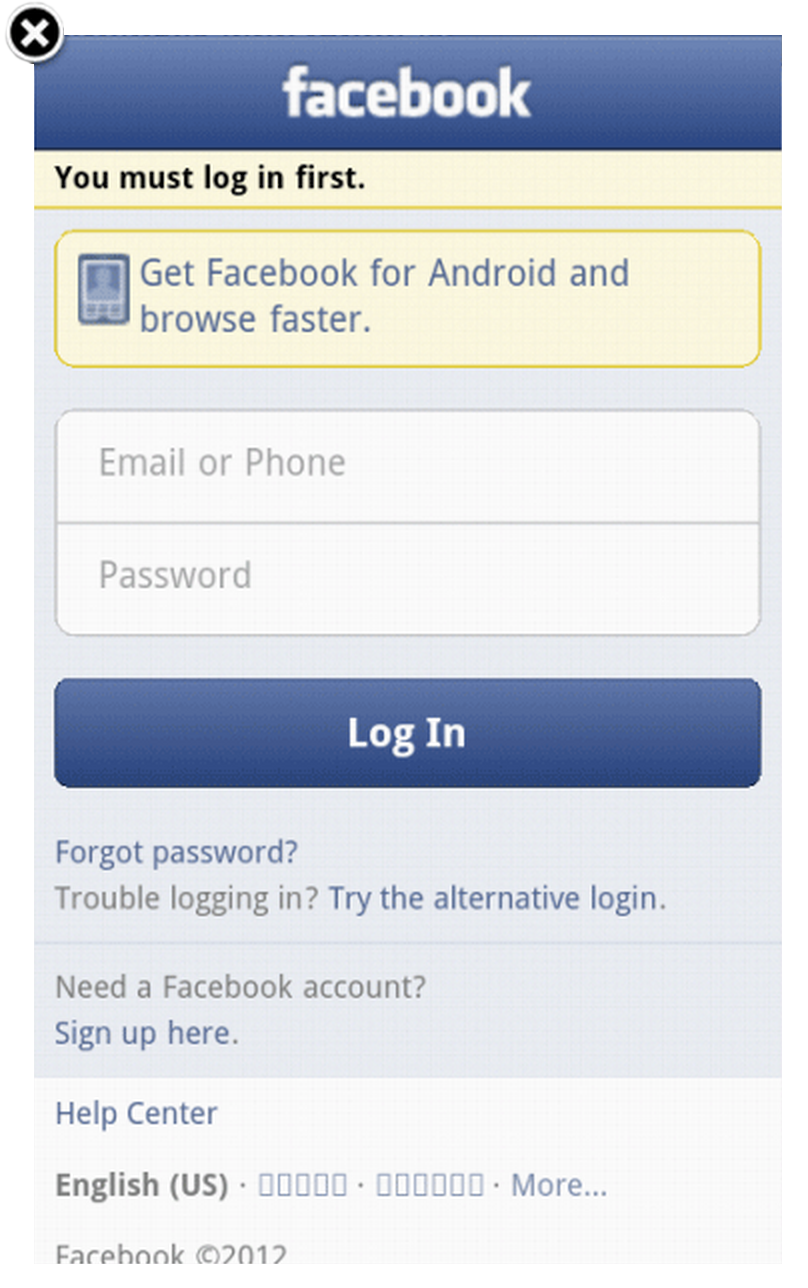 facebook
You must log in first.
Get Facebook for Android and
browse faster.
Email or Phone
Password
Log In
Forgot password?
Trouble logging in? Try the alternative login.
Need a Facebook account?
Sign up here.
Help Center
English (US) · · More...
Facebook ©2012